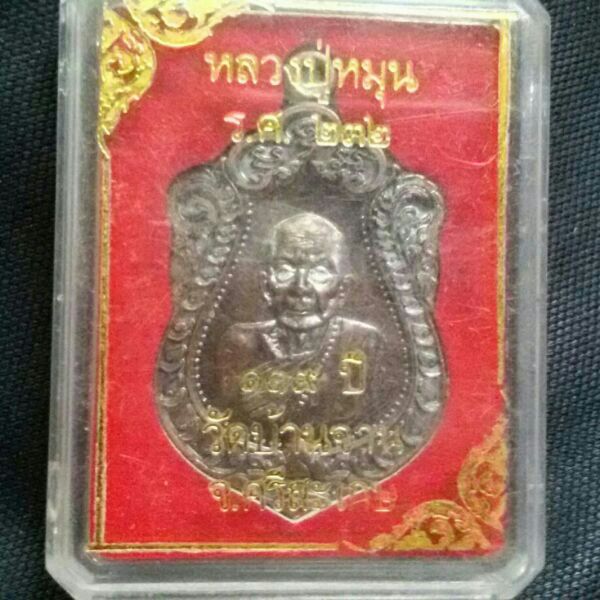 หลวงปู่หมุน
ร.ศ. ๒๓๒
๑๒๙ ปี
วัดบ้านจาน
จ.ศรีสะเกษ